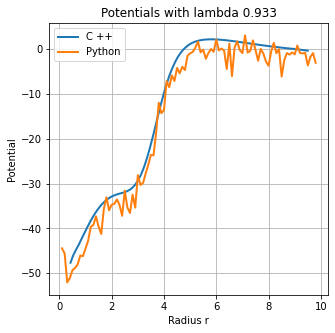 Potentials with lambda 0.933
C ++
Python
0
−10
−20
−30
−40
−50
Potential
0 2 4 6 8 10
Radius r